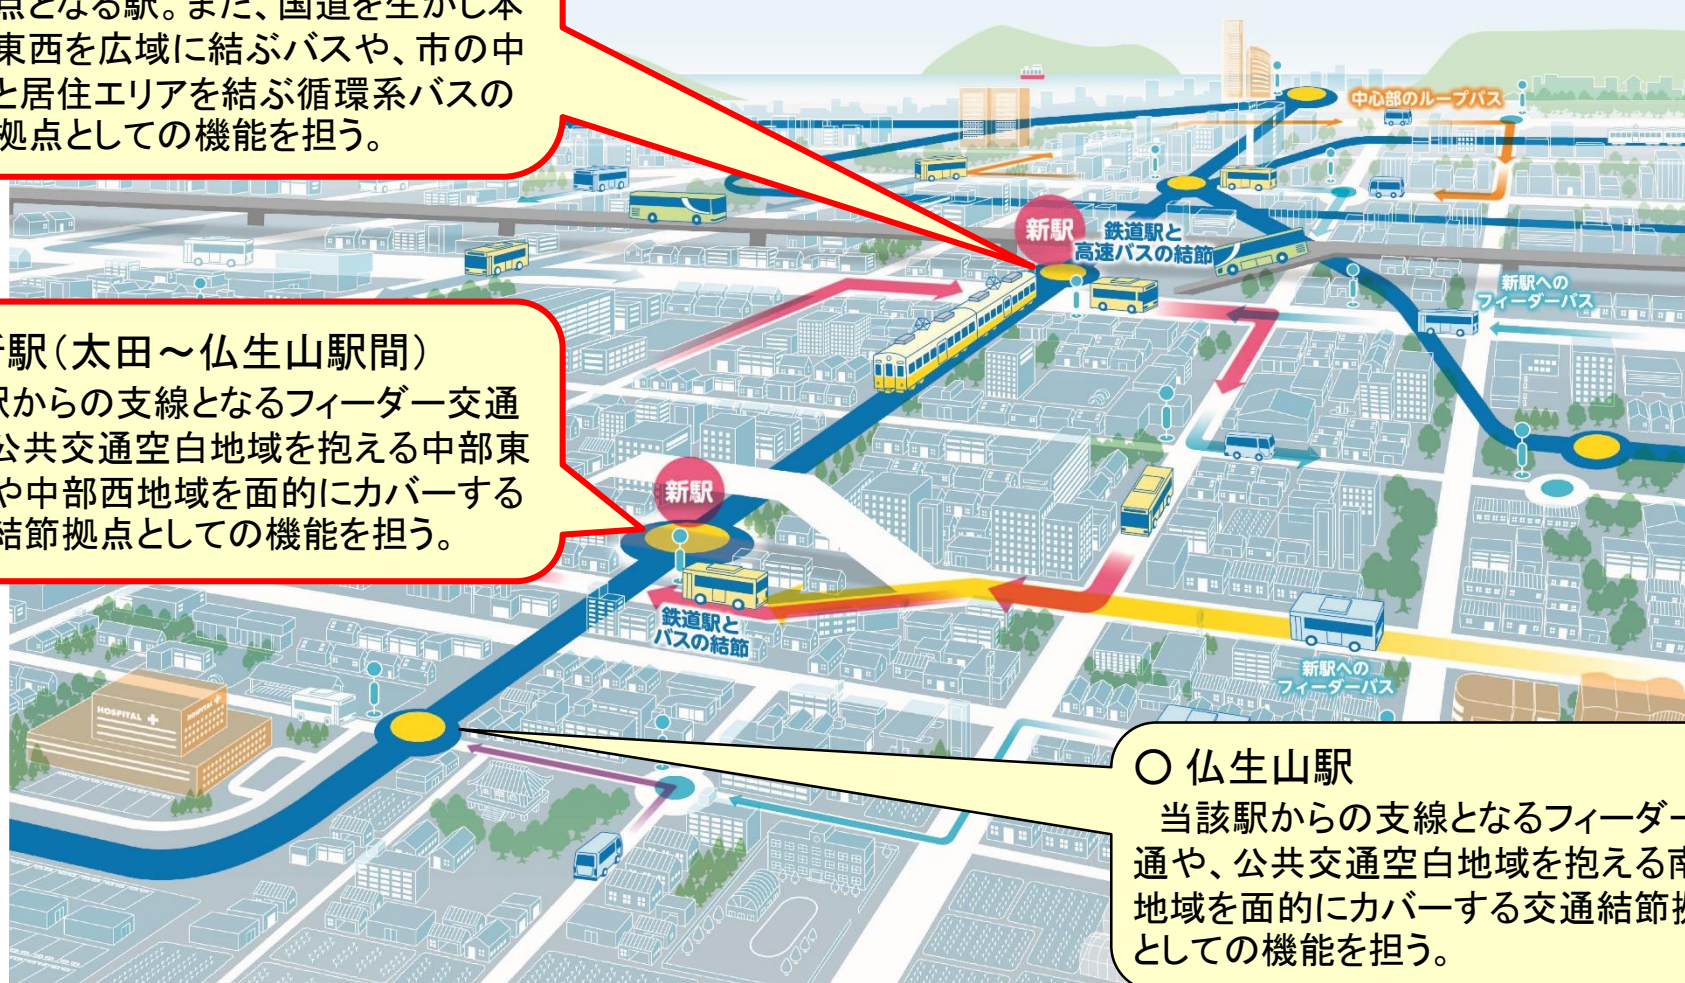 点となる駅。また、国道を生かし本
東西を広域に結ぶバスや、市の中
と居住エリアを結ぶ循環系バスの
拠点としての機能を担う。
中心部のループバス
新駅
鉄道駅と
高速バスの結節
新駅への
フィーダーバス
駅(太田～仏生山駅間)
駅からの支線となるフィーダー交通
公共交通空白地域を抱える中部東
や中部西地域を面的にカバーする
結節拠点としての機能を担う。
新駅
鉄道駅と
バスの結節
新駅への
フィーダーバス
HOSPITAL
HOSPITAL
〇 仏生山駅
当該駅からの支線となるフィーダー
通や、公共交通空白地域を抱える南
地域を面的にカバーする交通結節拠
としての機能を担う。